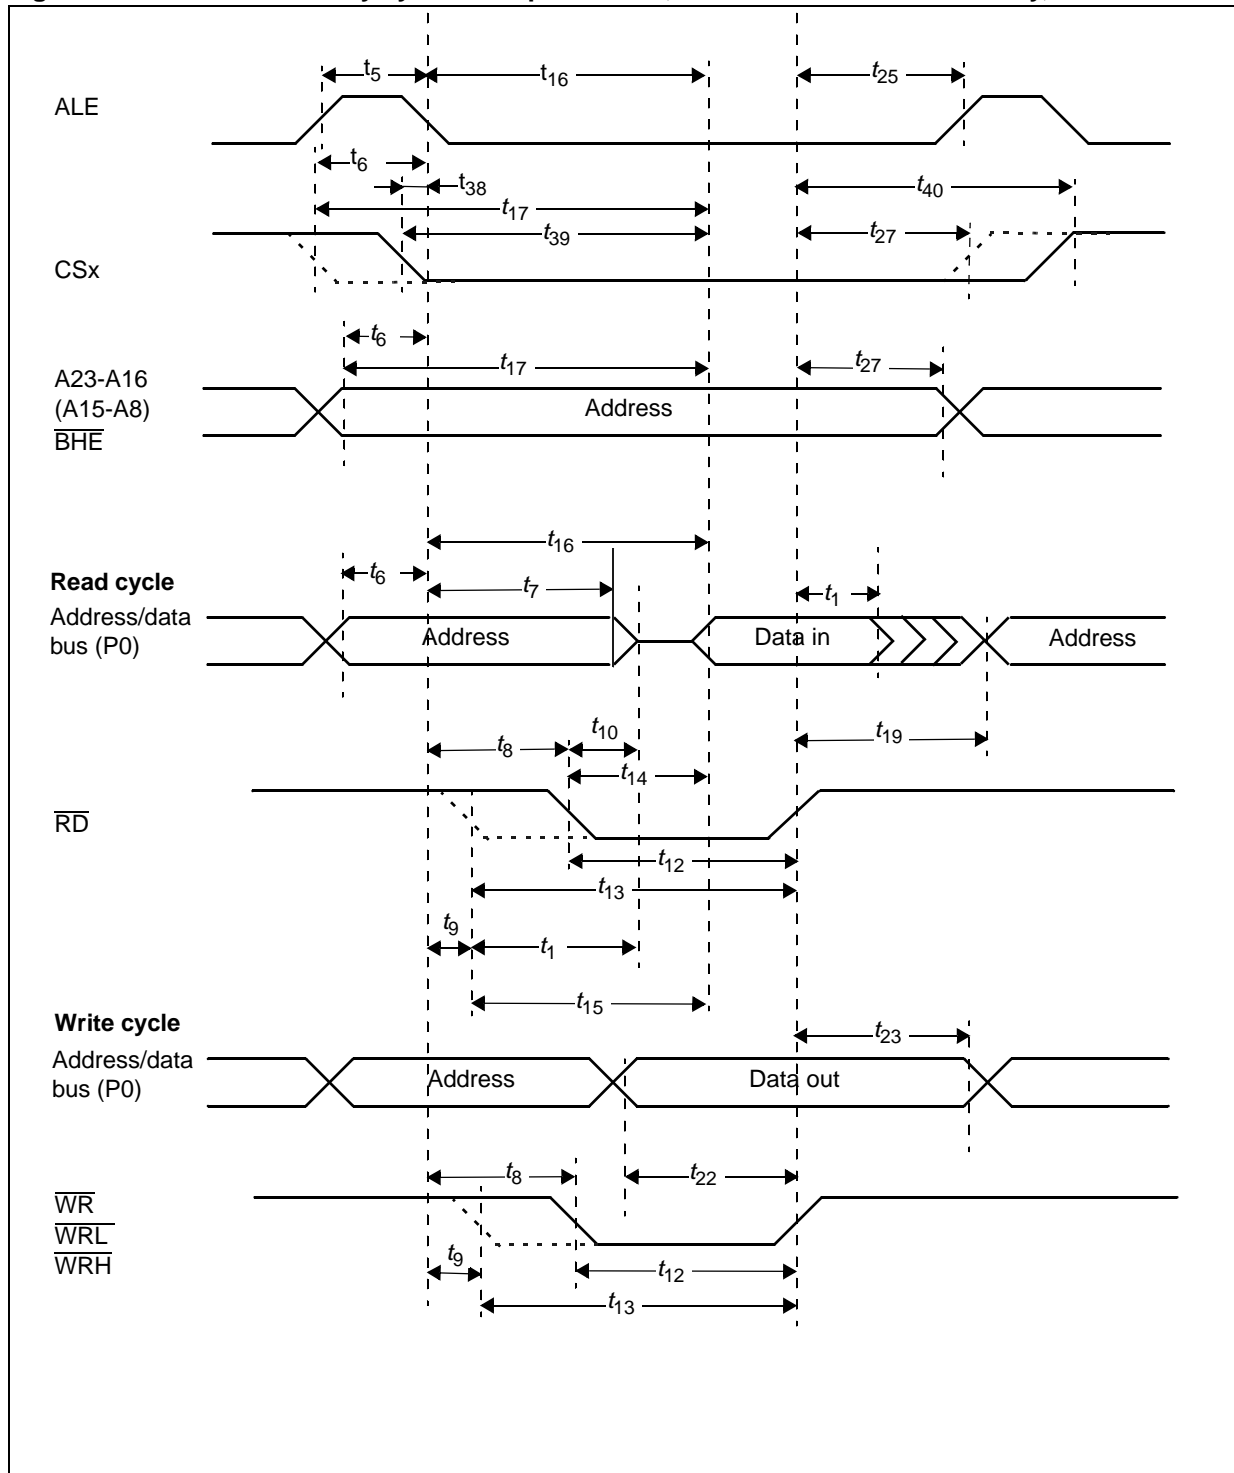 t5 t16 t25
ALE
t6
t38 t40
t17
t39 t27
CSx
t6
t17 t27
A23-A16
(A15-A8) Address
BHE
t16
Read cycle t6 t7 t1
Address/data
bus (P0) Address Data in Address
t10
t8 t19
t14
RD
t12
t13
t9
t1
t15
Write cycle
t23
Address/data
bus (P0) Address Data out
t8 t22
WR
WRL
WRH
t9 t12
t13